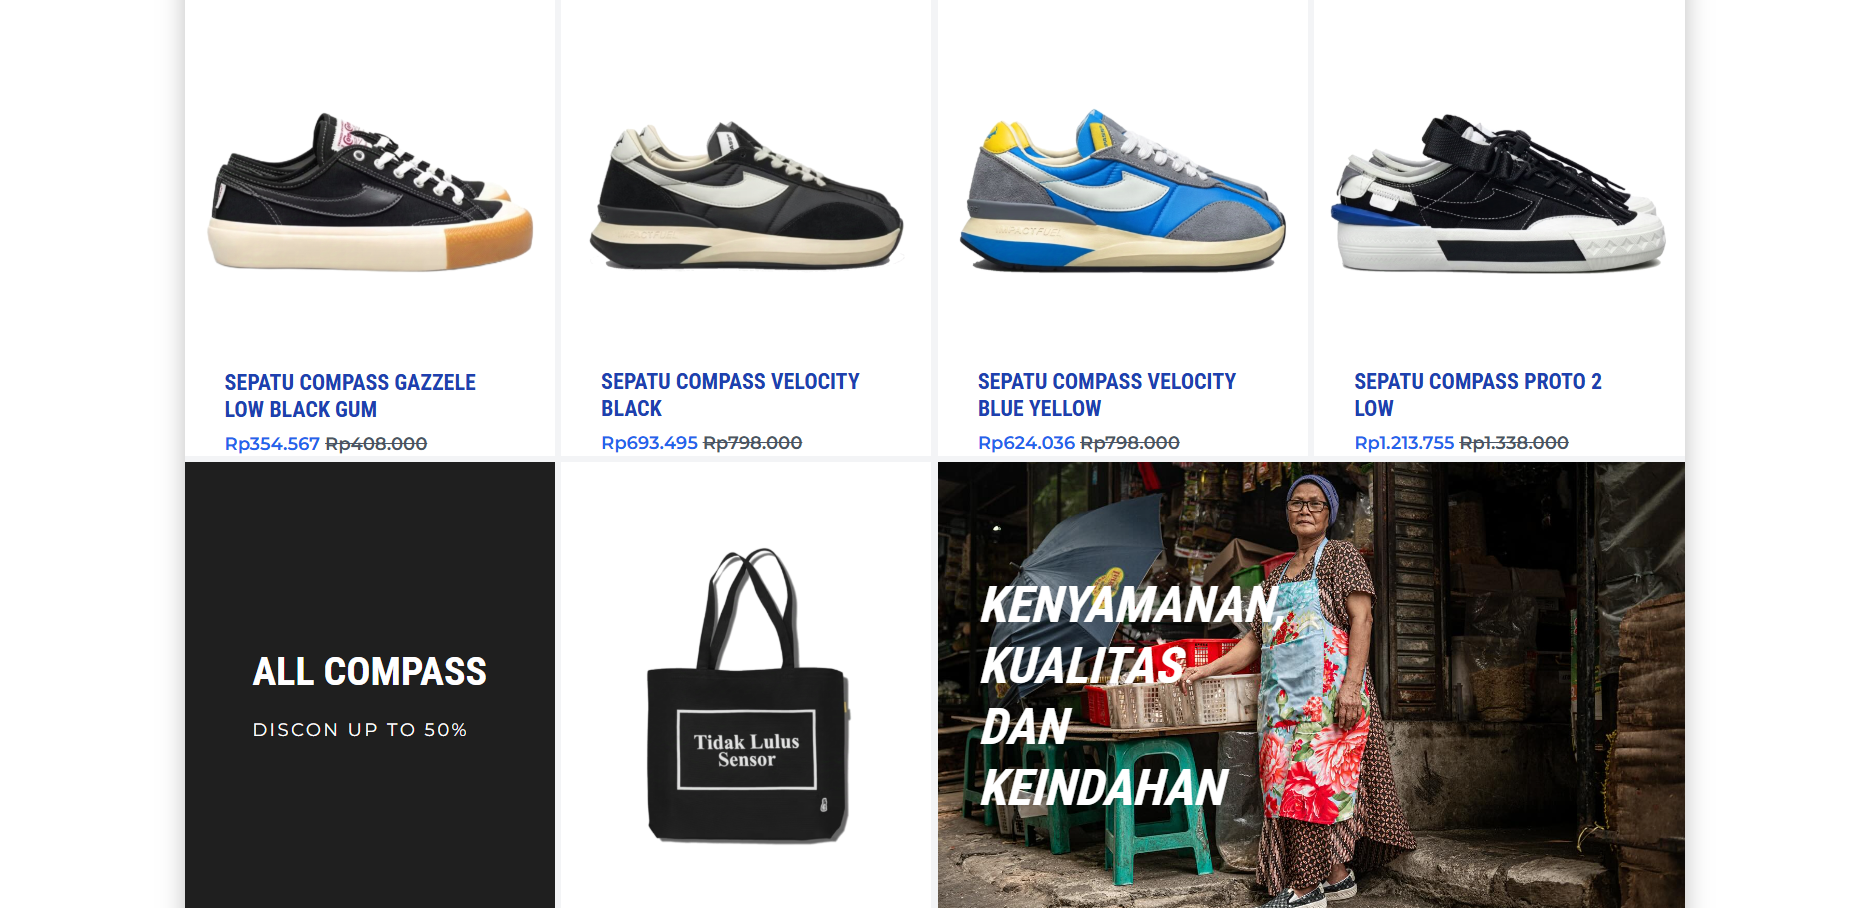 SEPATU COMPASS GAZZELE
LOW BLACK GUM
Rp354.567 Rp408.000
SEPATU COMPASS VELOCITY
BLACK
Rp693.495 Rp798.000
SEPATU COMPASS VELOCITY
BLUE YELLOW
Rp624.036 Rp798.000
SEPATU COMPASS PROTO 2
LOW
Rp1.213.755 Rp1.338.000
ALL COMPASS
DISCON UP TO 50%
Tidak Lulus
Sensor
KENYAMANAN,
KUALITAS
DAN
KEINDAHAN